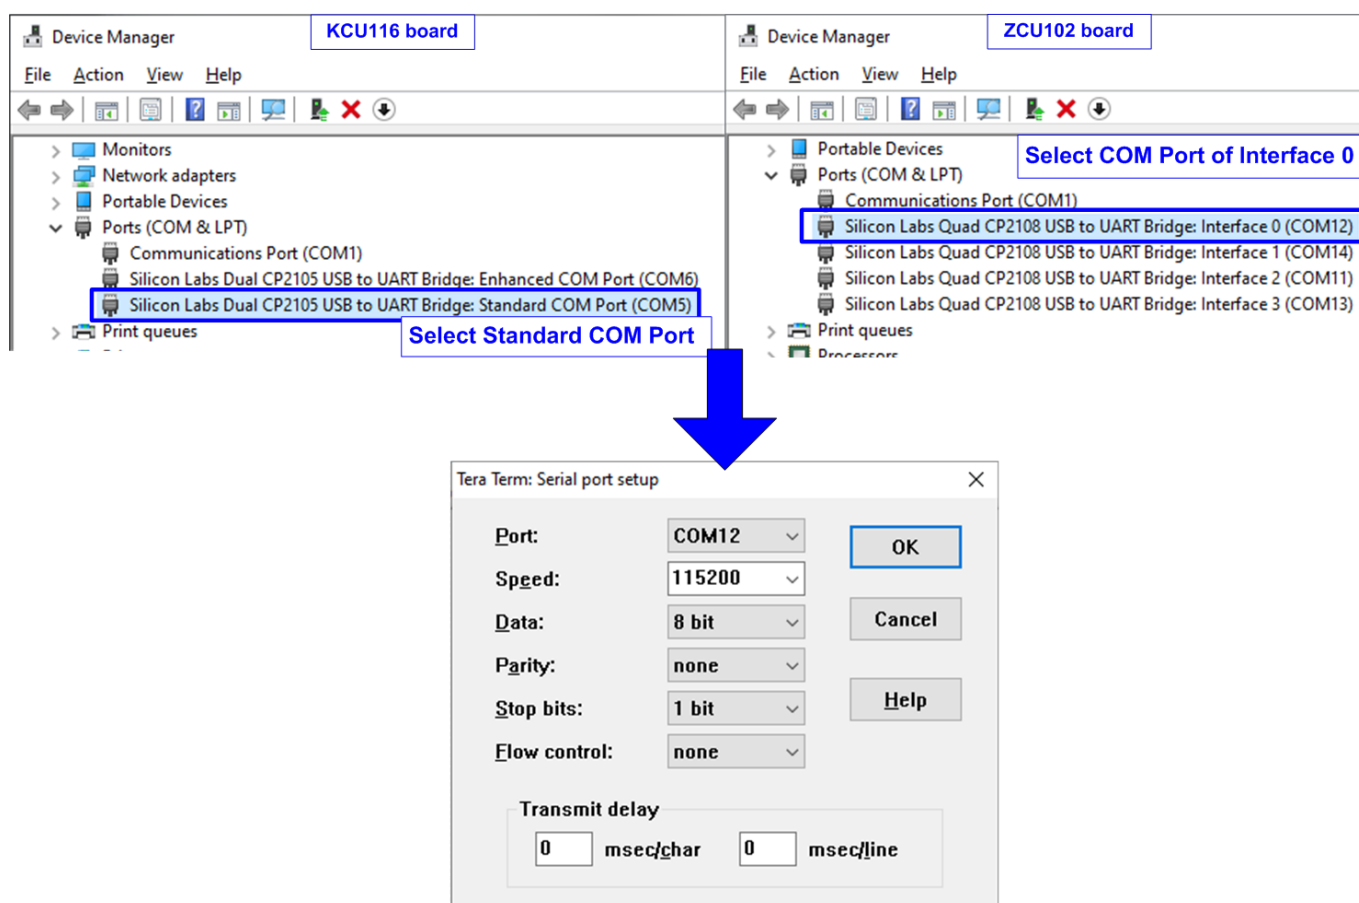 Device Manager
KCU116 board
File Action View Help
Monitors
Network adapters
Portable Devices
Ports (COM & LPT)
Communications Port (COM1)
Silicon Labs Dual CP2105 USB to UART Bridge: Enhanced COM Port (COM6)
Silicon Labs Dual CP2105 USB to UART Bridge: Standard COM Port (COM5)
Print queues
Select Standard COM Port
Device Manager
ZCU102 board
File Action View Help
Portable Devices
Select COM Port of Interface 0
Ports (COM & LPT)
Communications Port (COM1)
Silicon Labs Quad CP2108 USB to UART Bridge: Interface 0 (COM12)
Silicon Labs Quad CP2108 USB to UART Bridge: Interface 1 (COM14)
Silicon Labs Quad CP2108 USB to UART Bridge: Interface 2 (COM11)
Silicon Labs Quad CP2108 USB to UART Bridge: Interface 3 (COM13)
Print queues
Processors
Tera Term: Serial port setup
Port: COM12
OK
Speed: 115200
Data: 8 bit
Cancel
Parity: none
Stop bits: 1 bit
Help
Flow control: none
Transmit delay
0 msec/char 0 msec/line